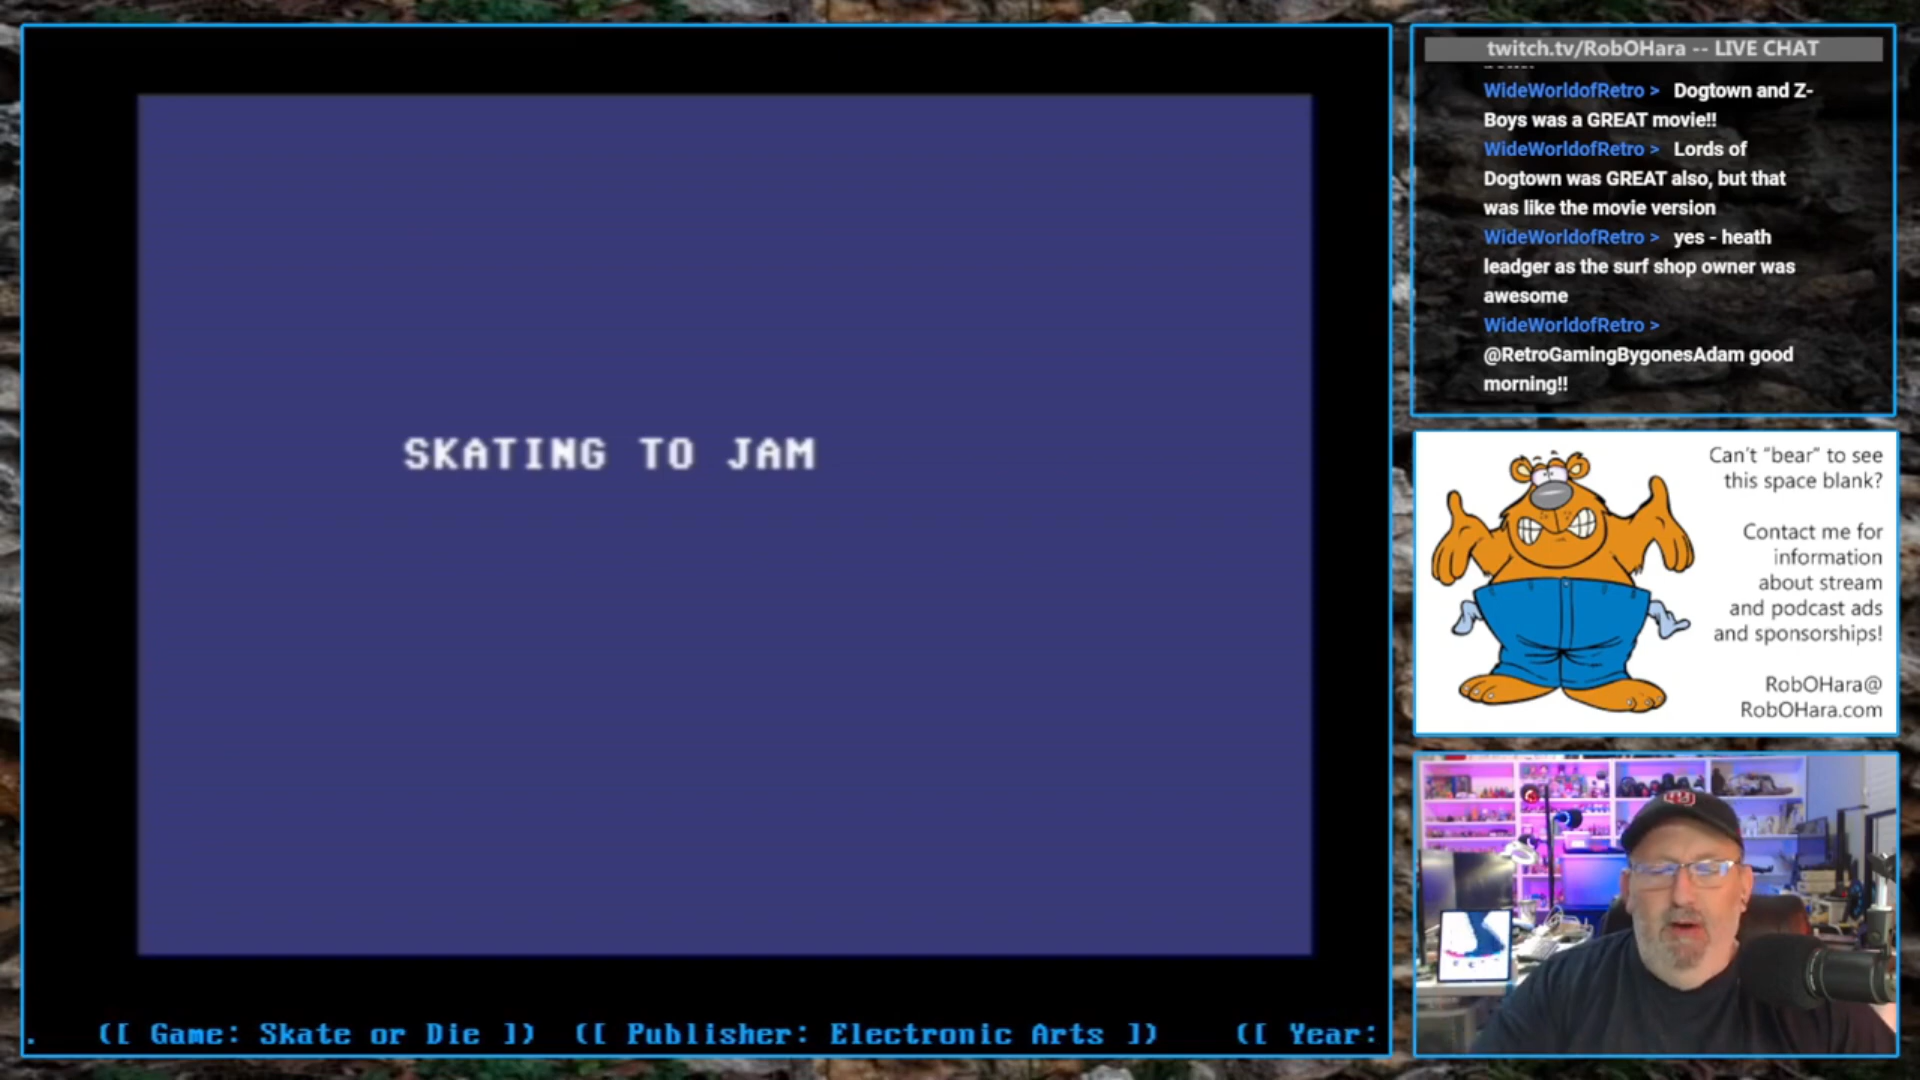 SKATING TO JAM
. ([ Game: Skate or Die ]) ([ Publisher: Electronic Arts ]) ([ Year:
twitch.tv/RobOHara -- LIVE CHAT
WideWorldofRetro > Dogtown and Z-
Boys was a GREAT movie!!
WideWorldofRetro > Lords of
Dogtown was GREAT also, but that
was like the movie version
WideWorldofRetro > yes - heath
leadger as the surf shop owner was
awesome
WideWorldofRetro >
@RetroGamingBygonesAdam good
morning!!
Can't "bear" to see
this space blank?
Contact me for
information
about stream
and podcast ads
and sponsorships!
RobOHara@
RobOHara.com